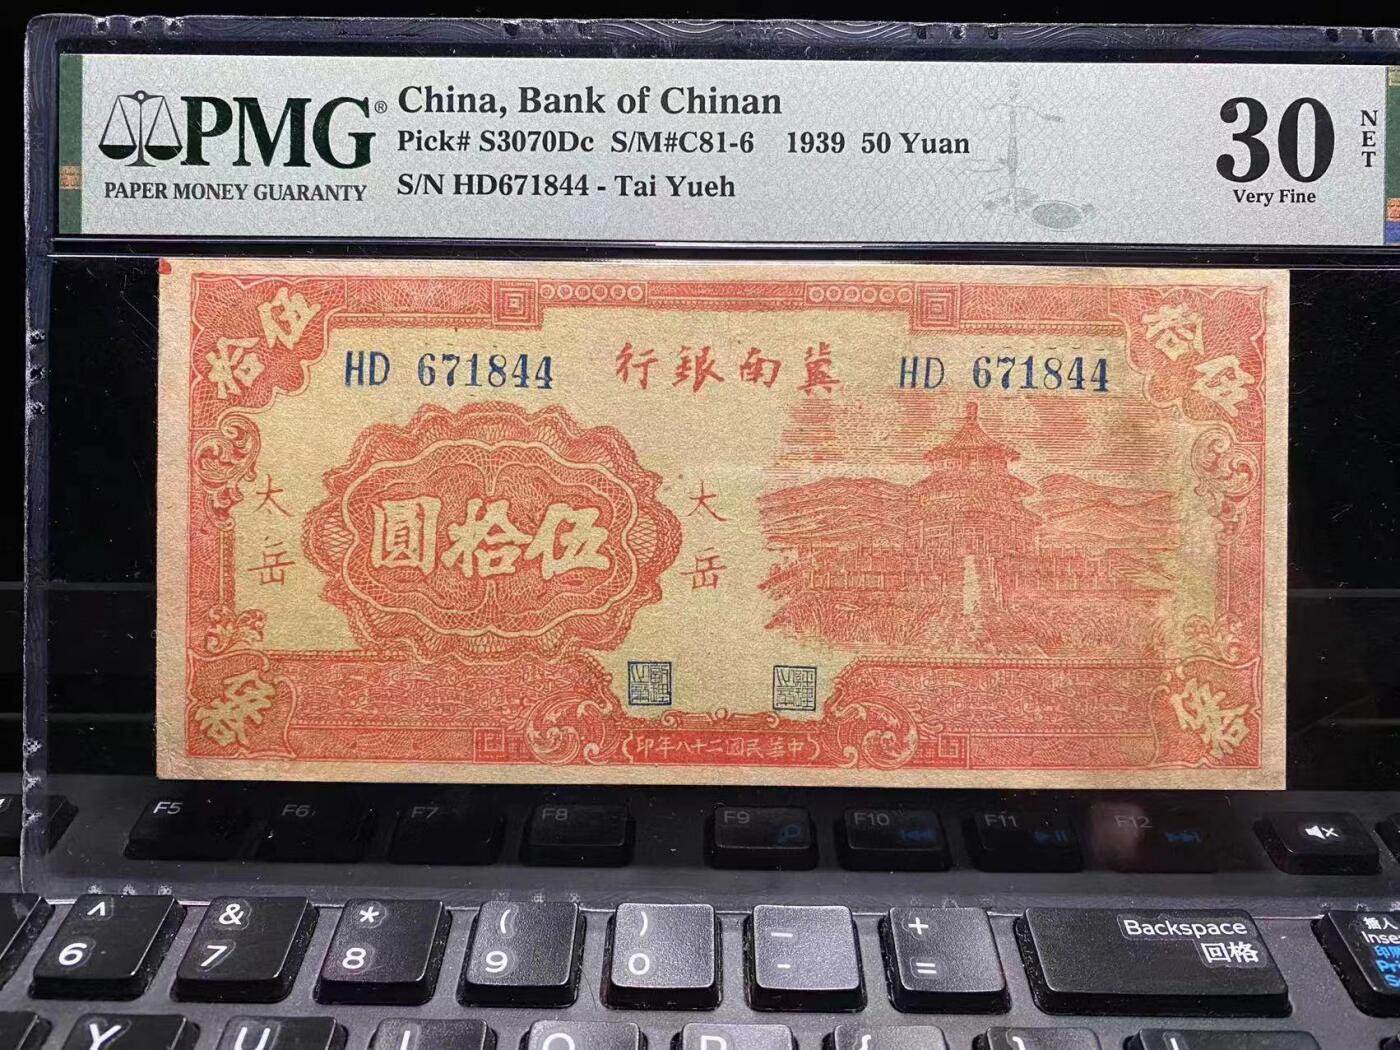 PMG®
PAPER MONEY GUARANTY
China, Bank of Chinan
Pick# S3070Dc S/M#C81-6 1939 50 Yuan
S/N HD671844 - Tai Yueh
30
NET
Very Fine
伍拾
拾伍
HD 671844
行銀南冀
HD 671844
太岳
圓拾伍
太岳
印年八十二國民華中
F5
F6
F7
F8
F9
F10
F11
F12
^
6
&
7
*
8
(
9
)
0
-
+
=
Backspace
回格
插入
Inse
Y
U
I
O
P